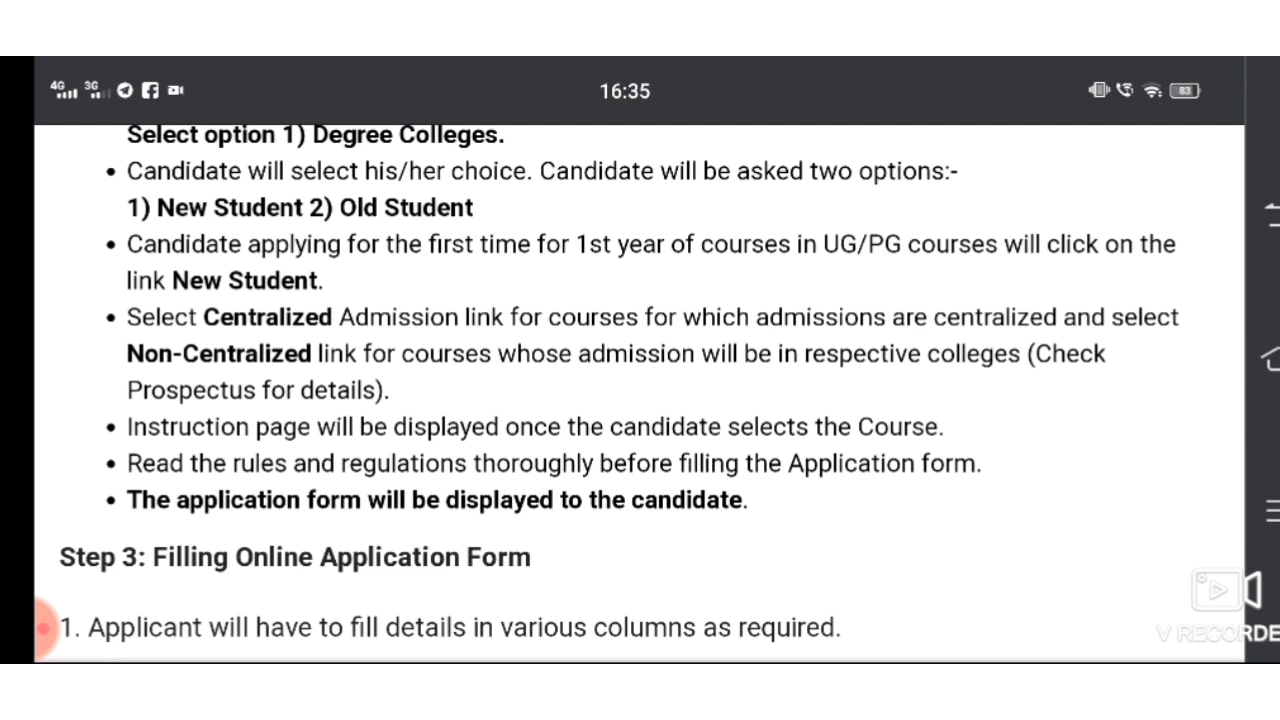 4G 3G 16:35 83
Select option 1) Degree Colleges.
• Candidate will select his/her choice. Candidate will be asked two options:-
1) New Student 2) Old Student
• Candidate applying for the first time for 1st year of courses in UG/PG courses will click on the
link New Student.
• Select Centralized Admission link for courses for which admissions are centralized and select
Non-Centralized link for courses whose admission will be in respective colleges (Check
Prospectus for details).
• Instruction page will be displayed once the candidate selects the Course.
• Read the rules and regulations thoroughly before filling the Application form.
• The application form will be displayed to the candidate.
Step 3: Filling Online Application Form
1. Applicant will have to fill details in various columns as required.
V RECORDE